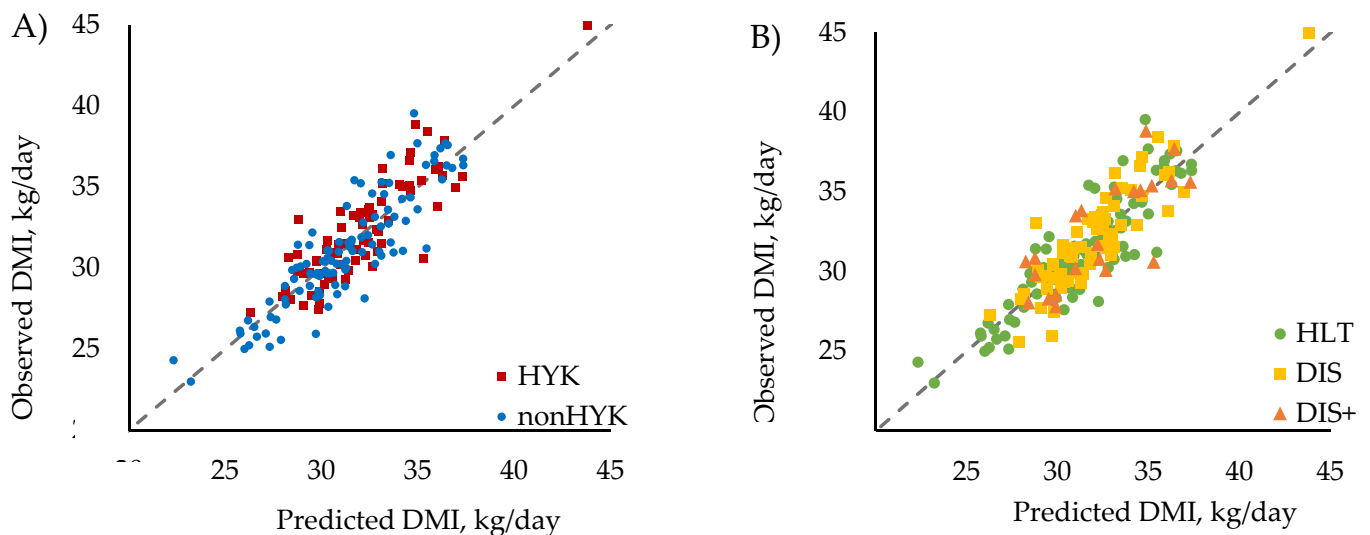 A)
45
40
35
30
25
Observed DMI, kg/day
HYK
nonHYK
25 30 35 40 45
Predicted DMI, kg/day
B)
45
40
35
30
25
Observed DMI, kg/day
HLT
DIS
DIS+
25 30 35 40 45
Predicted DMI, kg/day